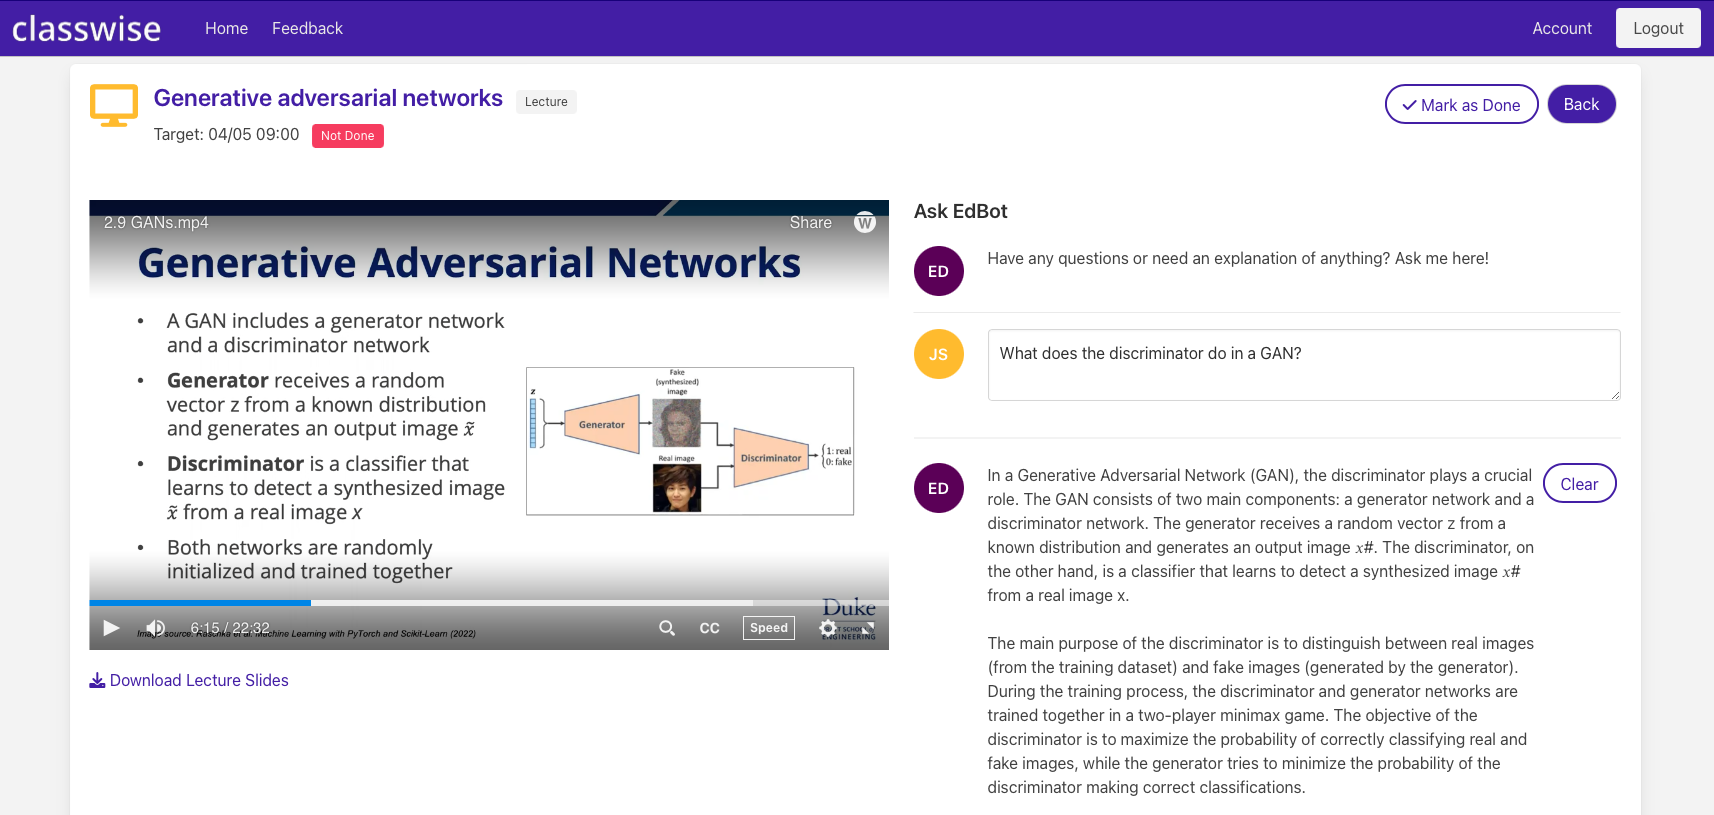 classwise
Home
Feedback
Account
Logout
Generative adversarial networks
Lecture
Mark as Done
Back
Target: 04/05 09:00
Not Done
2.9 GANs.mp4
Share
W
Generative Adversarial Networks
• A GAN includes a generator network
and a discriminator network
• Generator receives a random
vector z from a known distribution
and generates an output image x̃
• Discriminator is a classifier that
learns to detect a synthesized image
x̃ from a real image x
• Both networks are randomly
initialized and trained together
z
Generator
Fake
(synthesized)
image
Real image
Discriminator
1: real
0: fake
Duke
ENGINEERING
6:15 / 22:32
CC
Speed
Image source: Raschka et al. Machine Learning with PyTorch and Scikit-Learn (2022)
Download Lecture Slides
Ask EdBot
ED
Have any questions or need an explanation of anything? Ask me here!
JS
What does the discriminator do in a GAN?
ED
In a Generative Adversarial Network (GAN), the discriminator plays a crucial
role. The GAN consists of two main components: a generator network and a
discriminator network. The generator receives a random vector z from a
known distribution and generates an output image 𝑥#. The discriminator, on
the other hand, is a classifier that learns to detect a synthesized image 𝑥#
from a real image x.
The main purpose of the discriminator is to distinguish between real images
(from the training dataset) and fake images (generated by the generator).
During the training process, the discriminator and generator networks are
trained together in a two-player minimax game. The objective of the
discriminator is to maximize the probability of correctly classifying real and
fake images, while the generator tries to minimize the probability of the
discriminator making correct classifications.
Clear